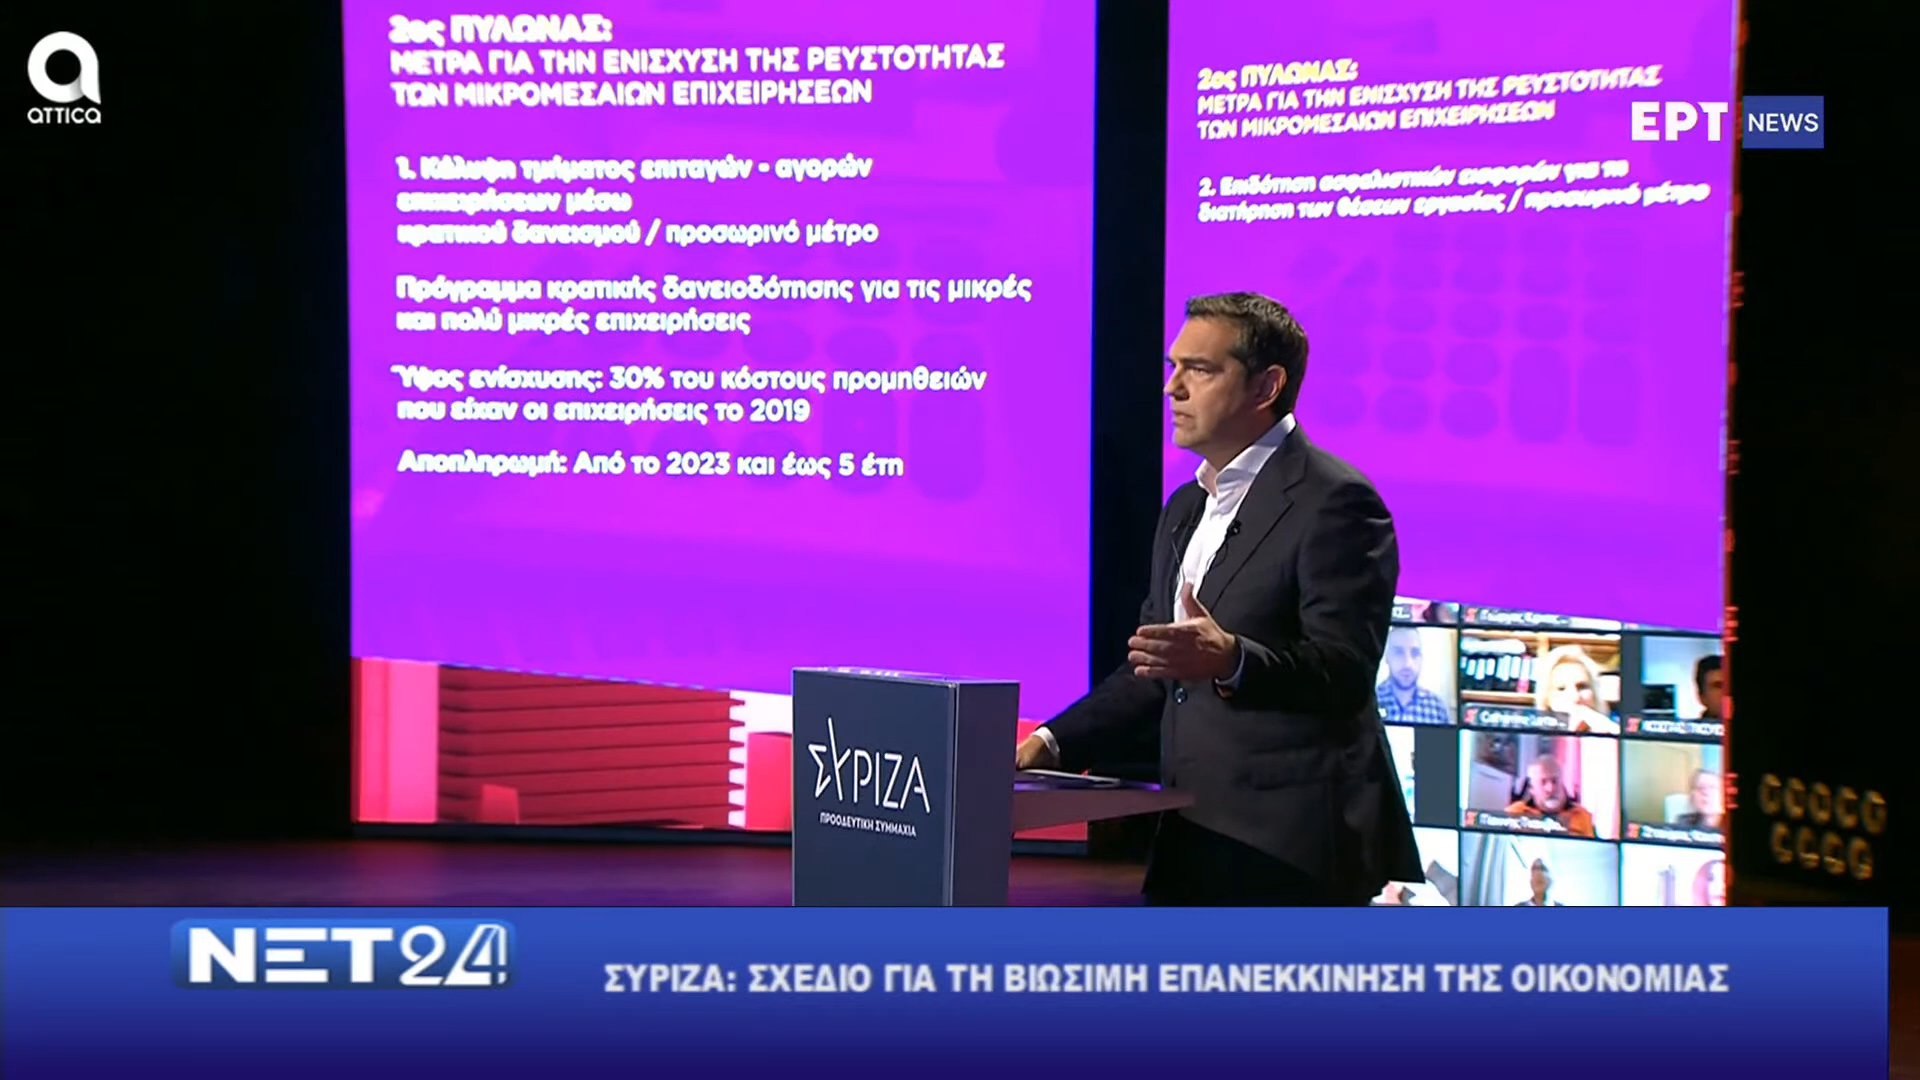 attica
2ος ΠΥΛΩΝΑΣ:
ΜΕΤΡΑ ΓΙΑ ΤΗΝ ΕΝΙΣΧΥΣΗ ΤΗΣ ΡΕΥΣΤΟΤΗΤΑΣ
ΤΩΝ ΜΙΚΡΟΜΕΣΑΙΩΝ ΕΠΙΧΕΙΡΗΣΕΩΝ
1. Κάλυψη τμήματος επιταγών - αγορών
επιχειρήσεων μέσω
κρατικού δανεισμού / προσωρινό μέτρο
Πρόγραμμα κρατικής δανειοδότησης για τις μικρές
και πολύ μικρές επιχειρήσεις
Ύψος ενίσχυσης: 30% του κόστους προμηθειών
που είχαν οι επιχειρήσεις το 2019
Αποπληρωμή: Από το 2023 και έως 5 έτη
2ος ΠΥΛΩΝΑΣ:
ΜΕΤΡΑ ΓΙΑ ΤΗΝ ΕΝΙΣΧΥΣΗ ΤΗΣ ΡΕΥΣΤΟΤΗΤΑΣ
ΤΩΝ ΜΙΚΡΟΜΕΣΑΙΩΝ ΕΠΙΧΕΙΡΗΣΕΩΝ
2. Επιδότηση ασφαλιστικών εισφορών για τη
διατήρηση των θέσεων εργασίας / προσωρινό μέτρο
ΕΡΤ NEWS
ΣΥΡΙΖΑ
ΠΡΟΟΔΕΥΤΙΚΗ ΣΥΜΜΑΧΙΑ
NET24
ΣΥΡΙΖΑ: ΣΧΕΔΙΟ ΓΙΑ ΤΗ ΒΙΩΣΙΜΗ ΕΠΑΝΕΚΚΙΝΗΣΗ ΤΗΣ ΟΙΚΟΝΟΜΙΑΣ